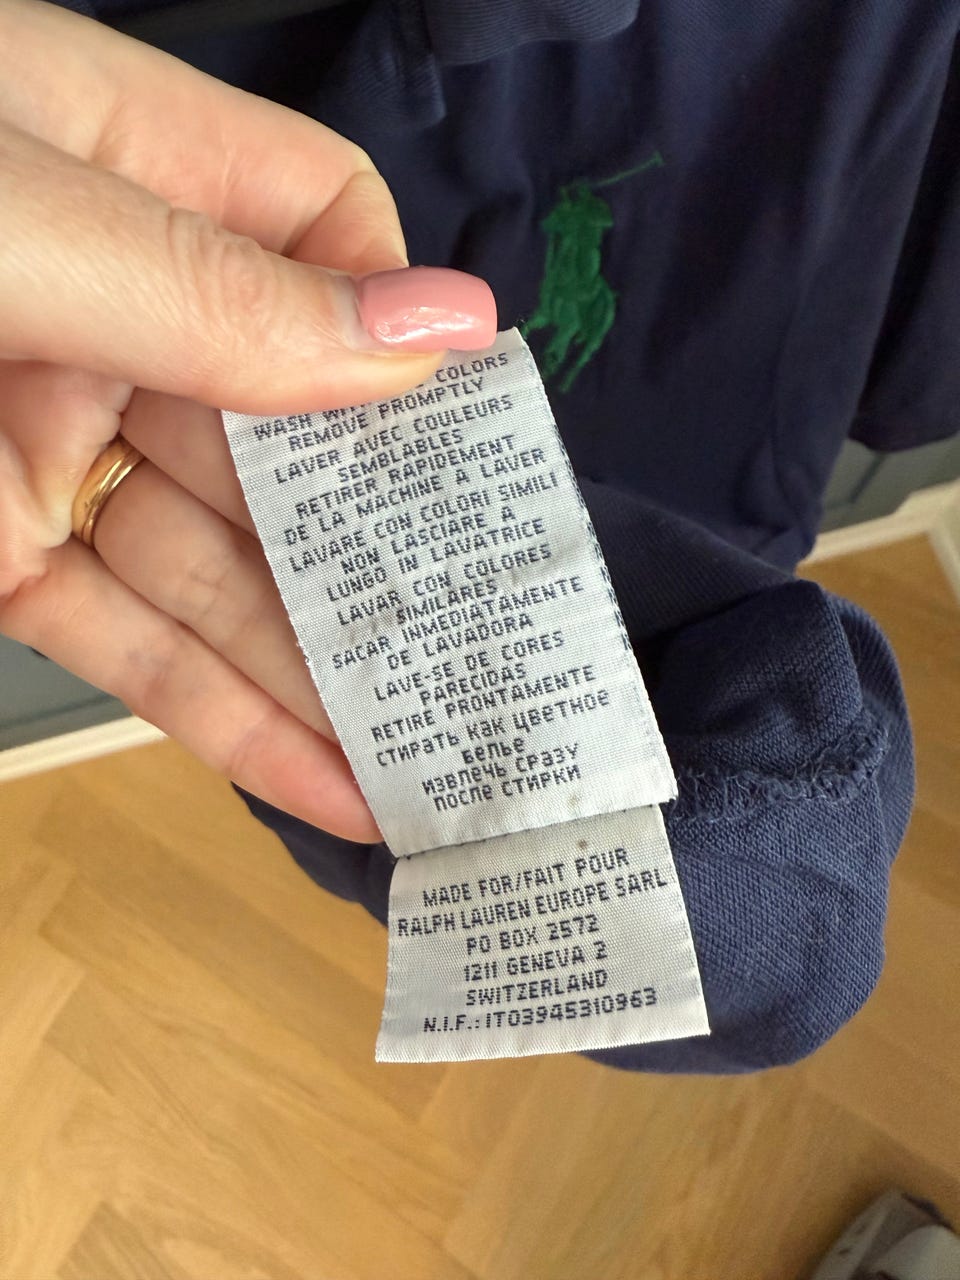 COLORS
WASH
REMOVE PROMPTLY
LAVER AVEC COULEURS
SEMBLABLES
RETIRER RAPIDEMENT
DE LA MACHINE A LAVER
LAVARE CON COLORI SIMILI
NON LASCIARE A
LUNGO IN LAVATRICE
LAVAR CON COLORES
SIMILARES
SACAR INMEDIATAMENTE
DE LAVADORA
LAVE-SE DE CORES
PARECIDAS
RETIRE PRONTAMENTE
СТИРАТЬ КАК ЦВЕТНОЕ
БЕЛЬЕ
ИЗВЛЕЧЬ СРАЗУ
ПОСЛЕ СТИРКИ
MADE FOR/FAIT POUR
RALPH LAUREN EUROPE SARL
PO BOX 2572
1211 GENEVA 2
SWITZERLAND
N.I.F.: IT03945310963